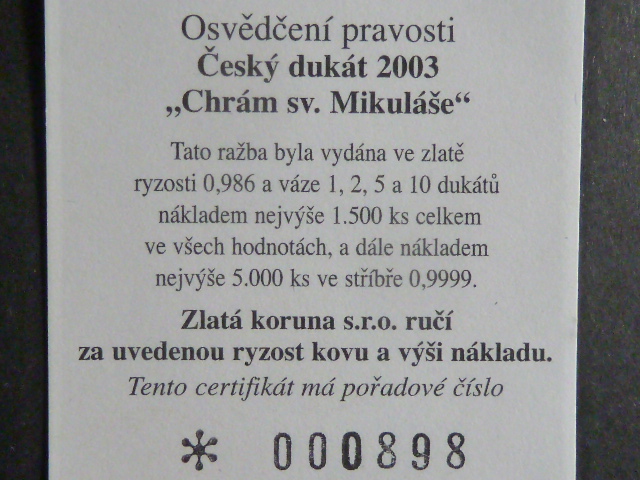 Osvědčení pravosti
Český dukát 2003
„Chrám sv. Mikuláše“
Tato ražba byla vydána ve zlatě
ryzosti 0,986 a váze 1, 2, 5 a 10 dukátů
nákladem nejvýše 1.500 ks celkem
ve všech hodnotách, a dále nákladem
nejvýše 5.000 ks ve stříbře 0,9999.
Zlatá koruna s.r.o. ručí
za uvedenou ryzost kovu a výši nákladu.
Tento certifikát má pořadové číslo
* 000898